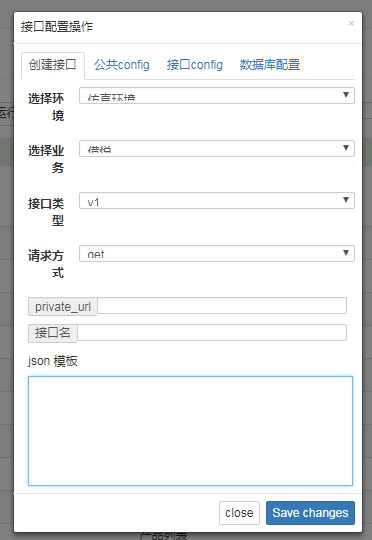 接口配置操作 ×
创建接口 公共config 接口config 数据库配置
运行
选择环 仿真环境
境
选择业 借悦
务
接口类 v1
型
请求方 get
式
private_url
接口名
json 模板
close Save changes
产品列表